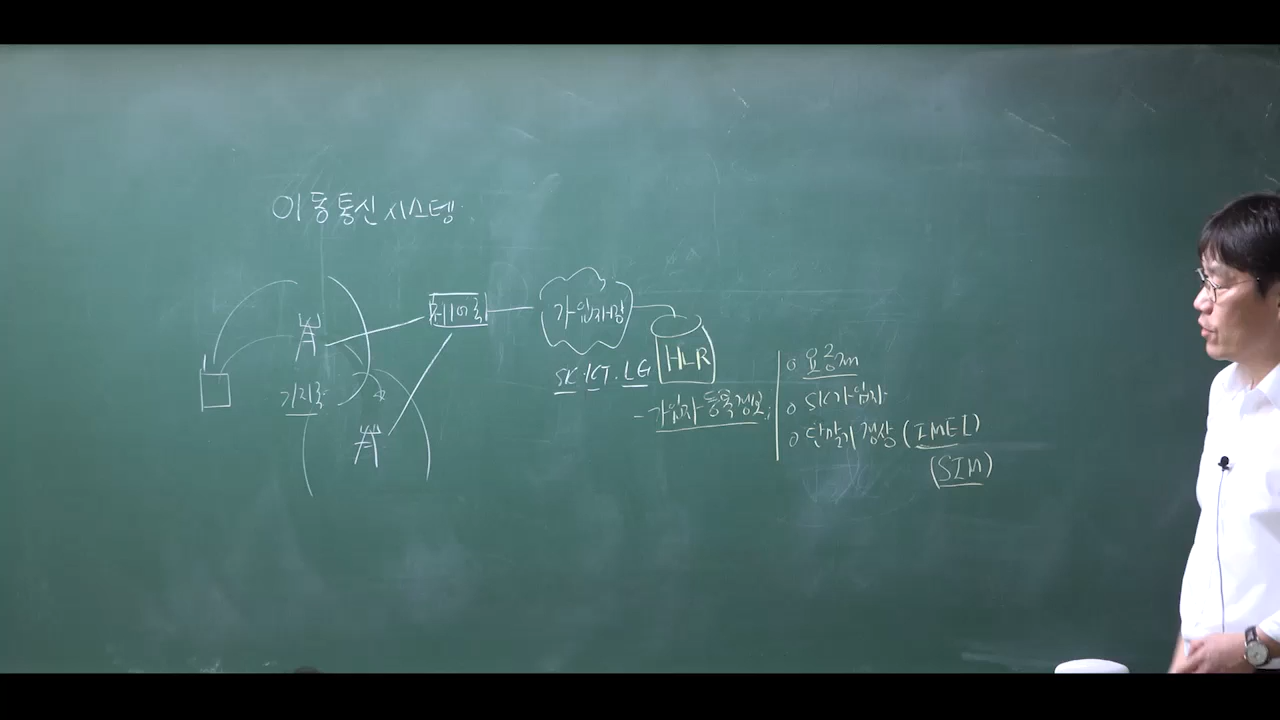 이동통신시스템
기지국
제어국
가입자망
SK. KT. LG
HLR
- 가입자 등록정보
o 요금제
o SK가입자
o 단말기 정상 (IMEI)
(SIM)